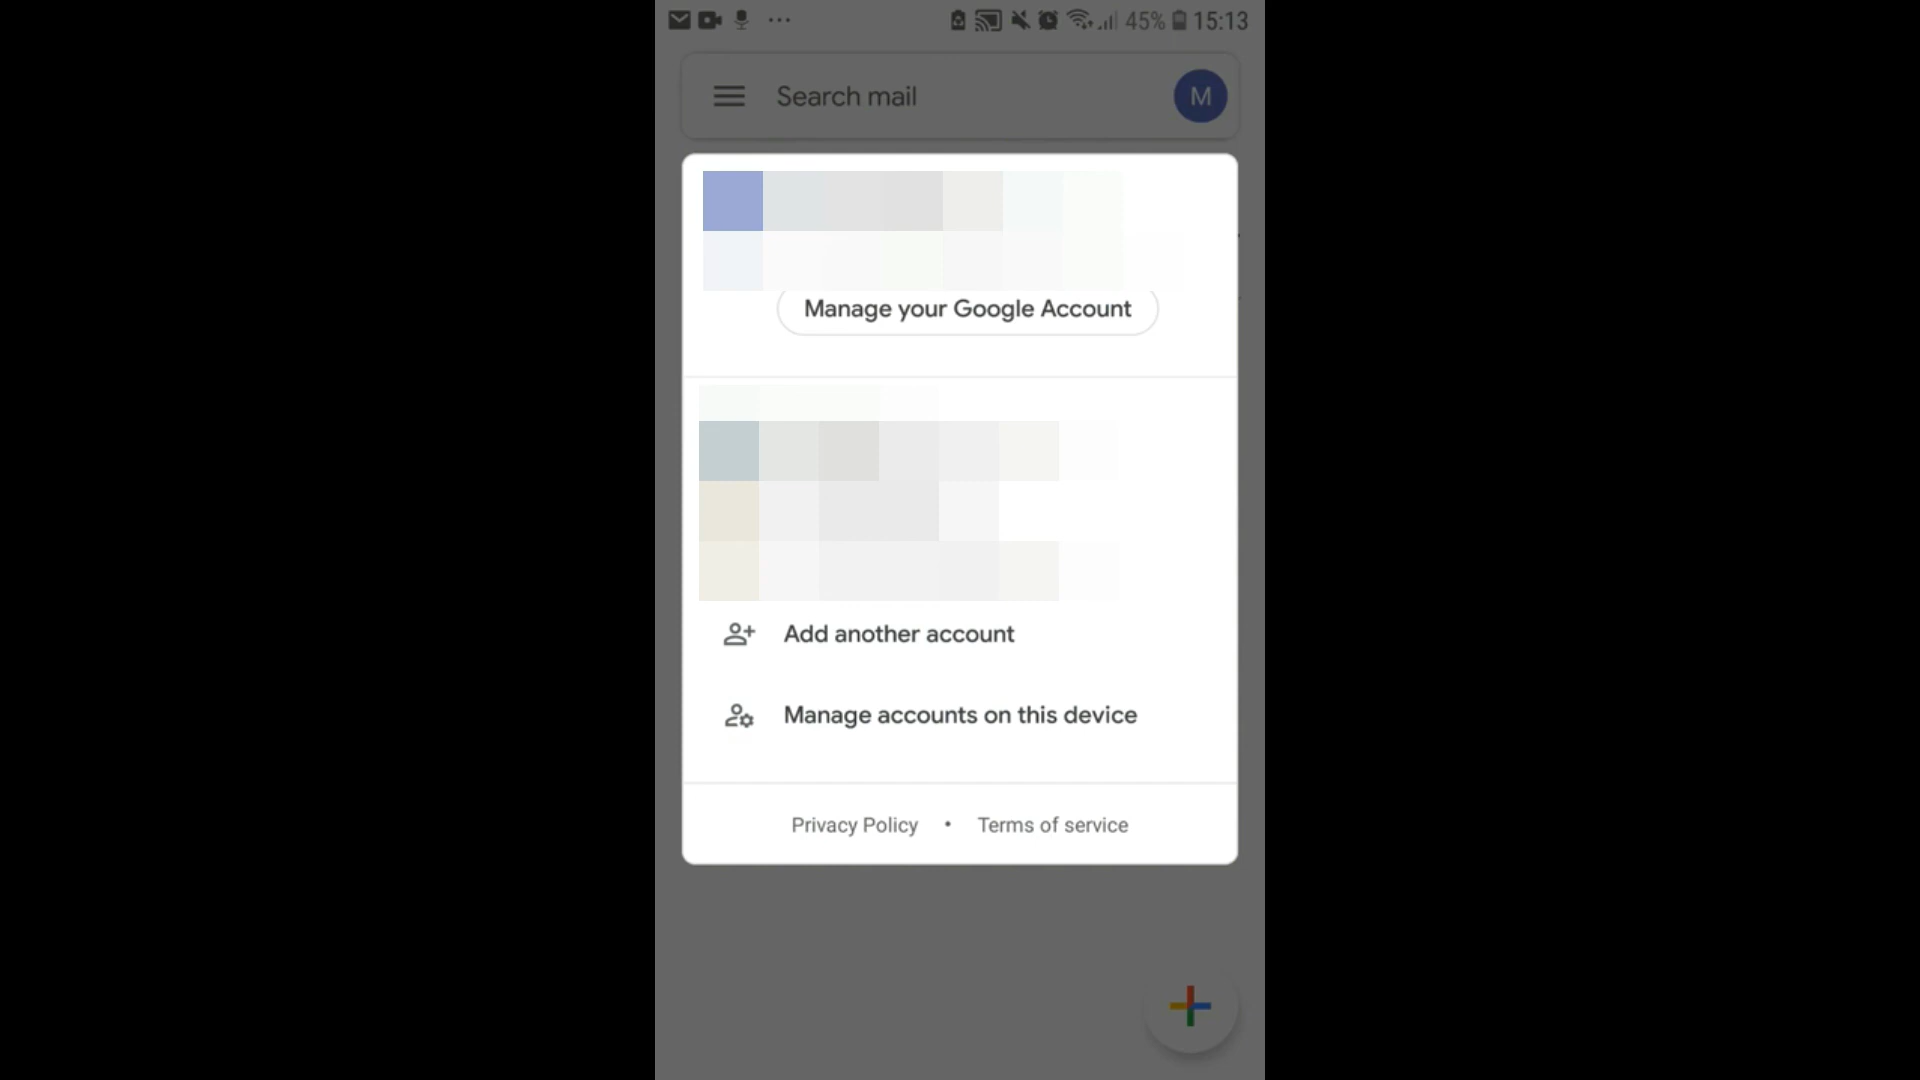 45% 15:13
Search mail
M
Manage your Google Account
Add another account
Manage accounts on this device
Privacy Policy • Terms of service